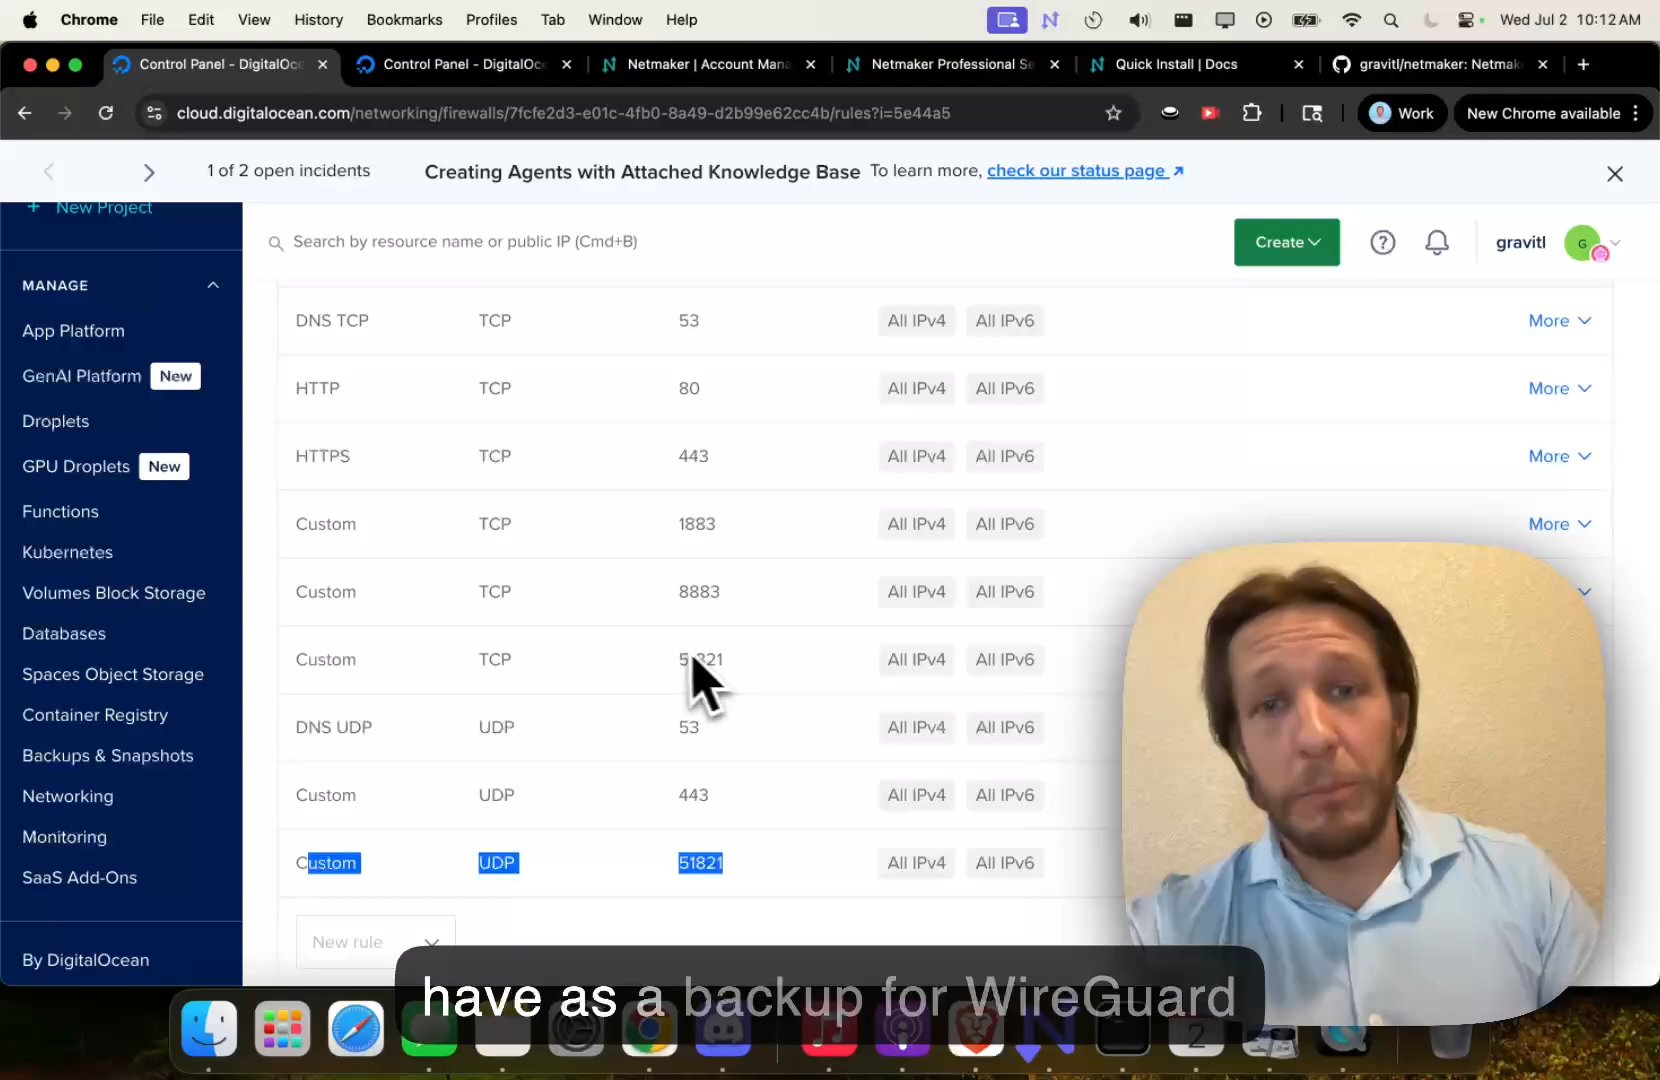 Chrome File Edit View History Bookmarks Profiles Tab Window Help Wed Jul 2 10:12 AM
Control Panel - DigitalOce Control Panel - DigitalOce Netmaker | Account Mana Netmaker Professional Se Quick Install | Docs gravitl/netmaker: Netmak
cloud.digitalocean.com/networking/firewalls/7fcfe2d3-e01c-4fb0-8a49-d2b99e62cc4b/rules?i=5e44a5 Work New Chrome available
1 of 2 open incidents Creating Agents with Attached Knowledge Base To learn more, check our status page
+ New Project
Search by resource name or public IP (Cmd+B) Create gravitl G
MANAGE
App Platform
GenAI Platform New
Droplets
GPU Droplets New
Functions
Kubernetes
Volumes Block Storage
Databases
Spaces Object Storage
Container Registry
Backups & Snapshots
Networking
Monitoring
SaaS Add-Ons
By DigitalOcean
DNS TCP TCP 53 All IPv4 All IPv6 More
HTTP TCP 80 All IPv4 All IPv6 More
HTTPS TCP 443 All IPv4 All IPv6 More
Custom TCP 1883 All IPv4 All IPv6 More
Custom TCP 8883 All IPv4 All IPv6
Custom TCP 51821 All IPv4 All IPv6
DNS UDP UDP 53 All IPv4 All IPv6
Custom UDP 443 All IPv4 All IPv6
Custom UDP 51821 All IPv4 All IPv6
New rule
have as a backup for WireGuard
2